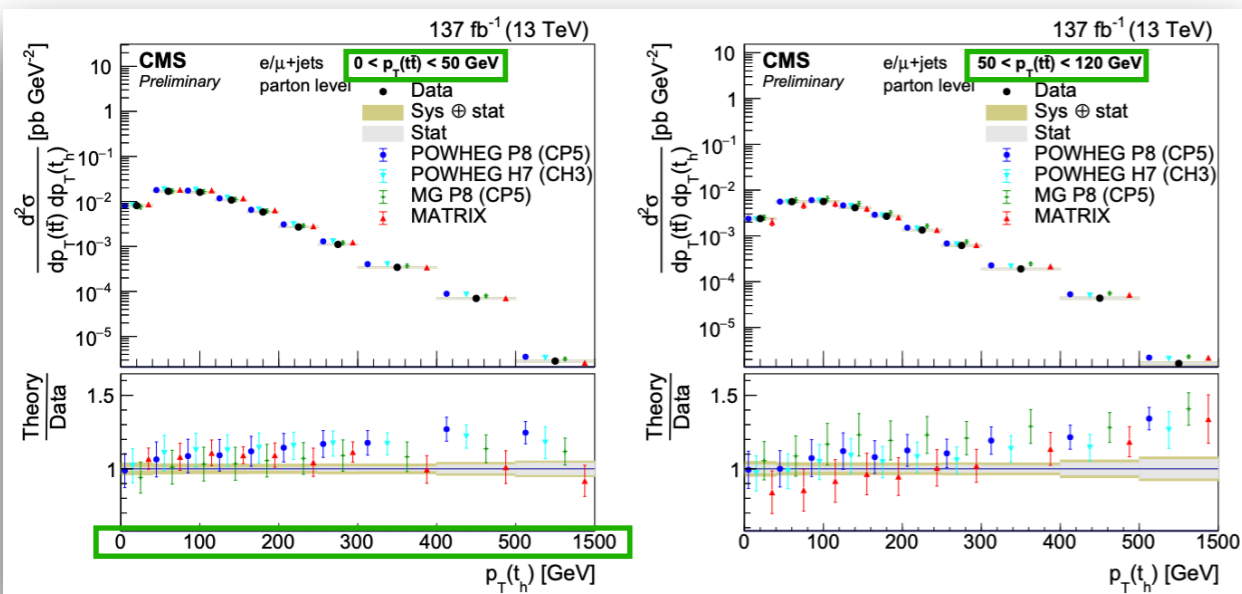 137 fb⁻¹ (13 TeV)
CMS
Preliminary
e/μ+jets
parton level
0 < p_T(tt̄) < 50 GeV
Data
Sys ⊕ stat
Stat
POWHEG P8 (CP5)
POWHEG H7 (CH3)
MG P8 (CP5)
MATRIX
d²σ
dp_T(tt̄) dp_T(t_h)
[pb GeV⁻²]
10
1
10⁻¹
10⁻²
10⁻³
10⁻⁴
10⁻⁵
Theory
Data
1.5
1
0 100 200 300 400 500 1500
p_T(t_h) [GeV]
137 fb⁻¹ (13 TeV)
CMS
Preliminary
e/μ+jets
parton level
50 < p_T(tt̄) < 120 GeV
Data
Sys ⊕ stat
Stat
POWHEG P8 (CP5)
POWHEG H7 (CH3)
MG P8 (CP5)
MATRIX
d²σ
dp_T(tt̄) dp_T(t_h)
[pb GeV⁻²]
10
1
10⁻¹
10⁻²
10⁻³
10⁻⁴
10⁻⁵
Theory
Data
1.5
1
0 100 200 300 400 500 1500
p_T(t_h) [GeV]